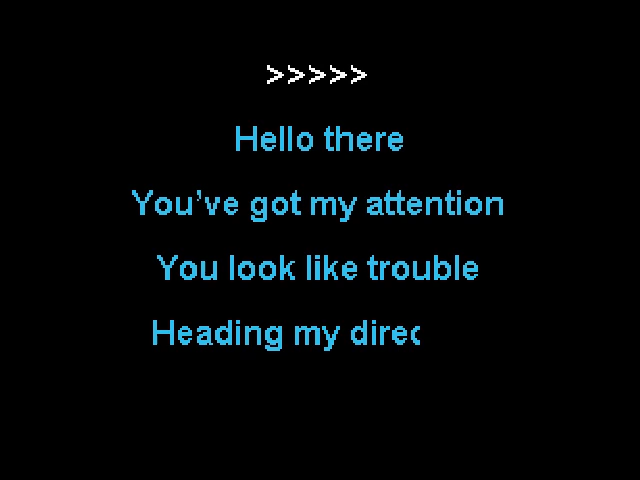 >>>>>
Hello there
You've got my attention
You look like trouble
Heading my direc